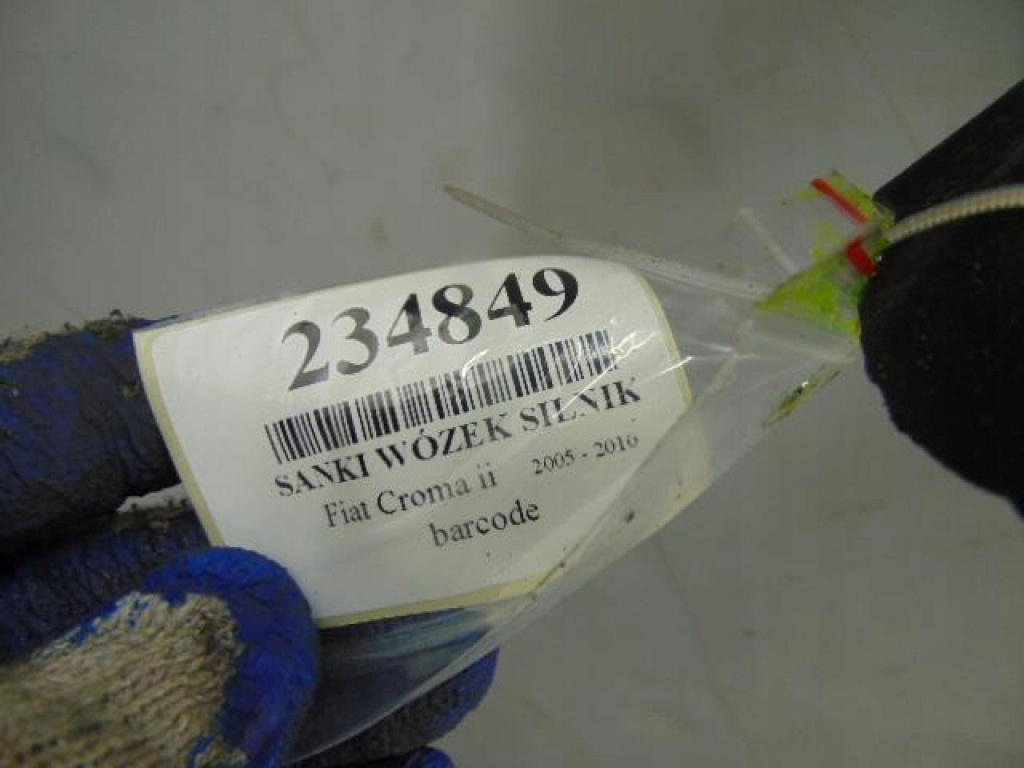 234849
SANKI WÓZEK SILNIK
Fiat Croma ii 2005 - 2010
barcode